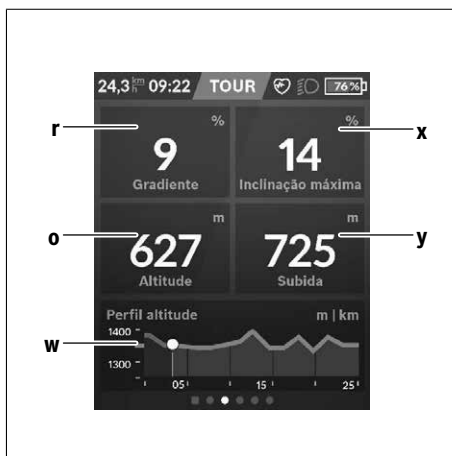 24,3 km/h 09:22 TOUR 76 %
r % % x
9 14
Gradiente Inclinação máxima
o m m y
627 725
Altitude Subida
Perfil altitude m | km
1400
w
1300
05 15 25